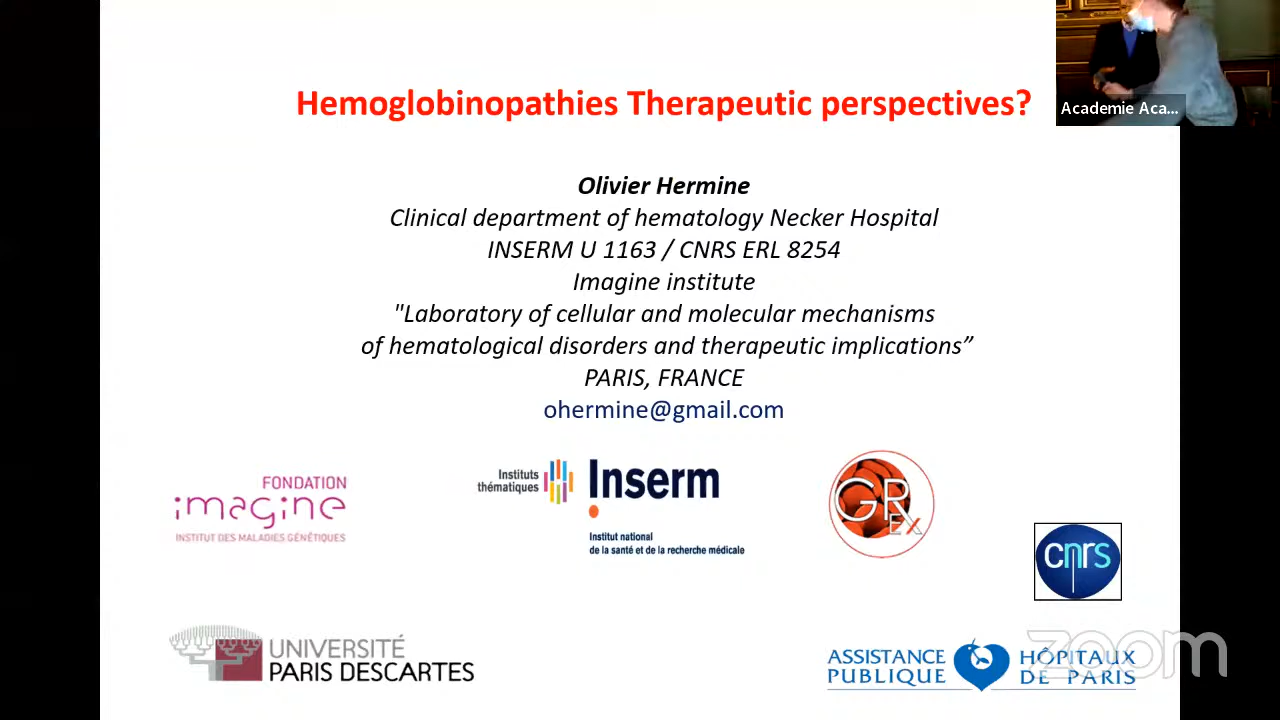 Hemoglobinopathies Therapeutic perspectives?
Academie Aca...
Olivier Hermine
Clinical department of hematology Necker Hospital
INSERM U 1163 / CNRS ERL 8254
Imagine institute
"Laboratory of cellular and molecular mechanisms
of hematological disorders and therapeutic implications”
PARIS, FRANCE
ohermine@gmail.com
FONDATION
imagine
INSTITUT DES MALADIES GÉNÉTIQUES
Instituts
thématiques
Inserm
Institut national
de la santé et de la recherche médicale
GR
EX
cnrs
UNIVERSITÉ
PARIS DESCARTES
ASSISTANCE
PUBLIQUE
HÔPITAUX
DE PARIS
zoom